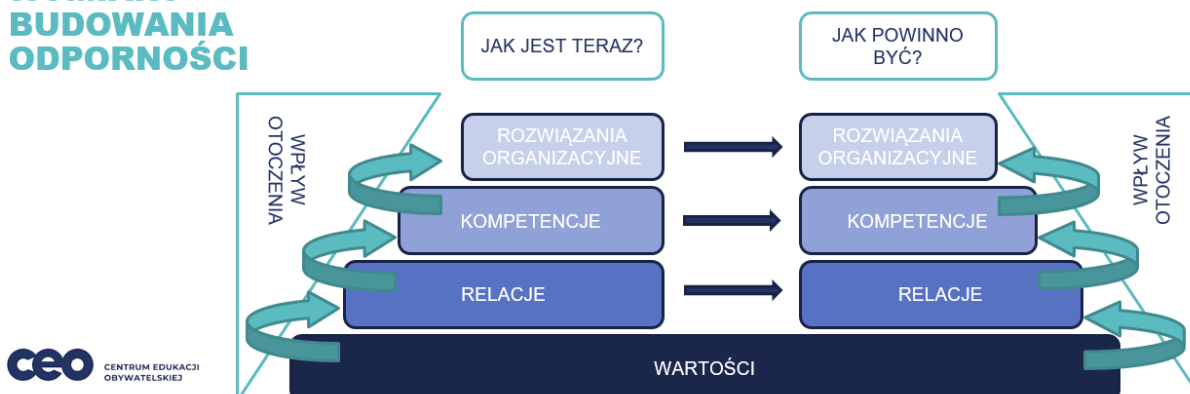 BUDOWANIA
ODPORNOŚCI
JAK JEST TERAZ?
JAK POWINNO
BYĆ?
WPŁYW
OTOCZENIA
ROZWIĄZANIA
ORGANIZACYJNE
ROZWIĄZANIA
ORGANIZACYJNE
WPŁYW
OTOCZENIA
KOMPETENCJE
KOMPETENCJE
RELACJE
RELACJE
WARTOŚCI
ceo
CENTRUM EDUKACJI
OBYWATELSKIEJ